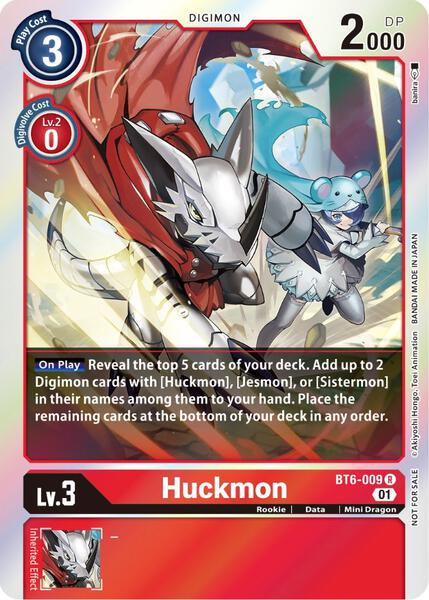 DIGIMON
Play Cost
3
DP
2000
Digivolve Cost
Lv.2
0
banira
On Play Reveal the top 5 cards of your deck. Add up to 2
Digimon cards with [Huckmon], [Jesmon], or [Sistermon]
in their names among them to your hand. Place the
remaining cards at the bottom of your deck in any order.
© Akiyoshi Hongo, Toei Animation BANDAI MADE IN JAPAN
NOT FOR SALE
Lv.3
Huckmon
BT6-009 R
01
Rookie | Data | Mini Dragon
Inherited Effect
–